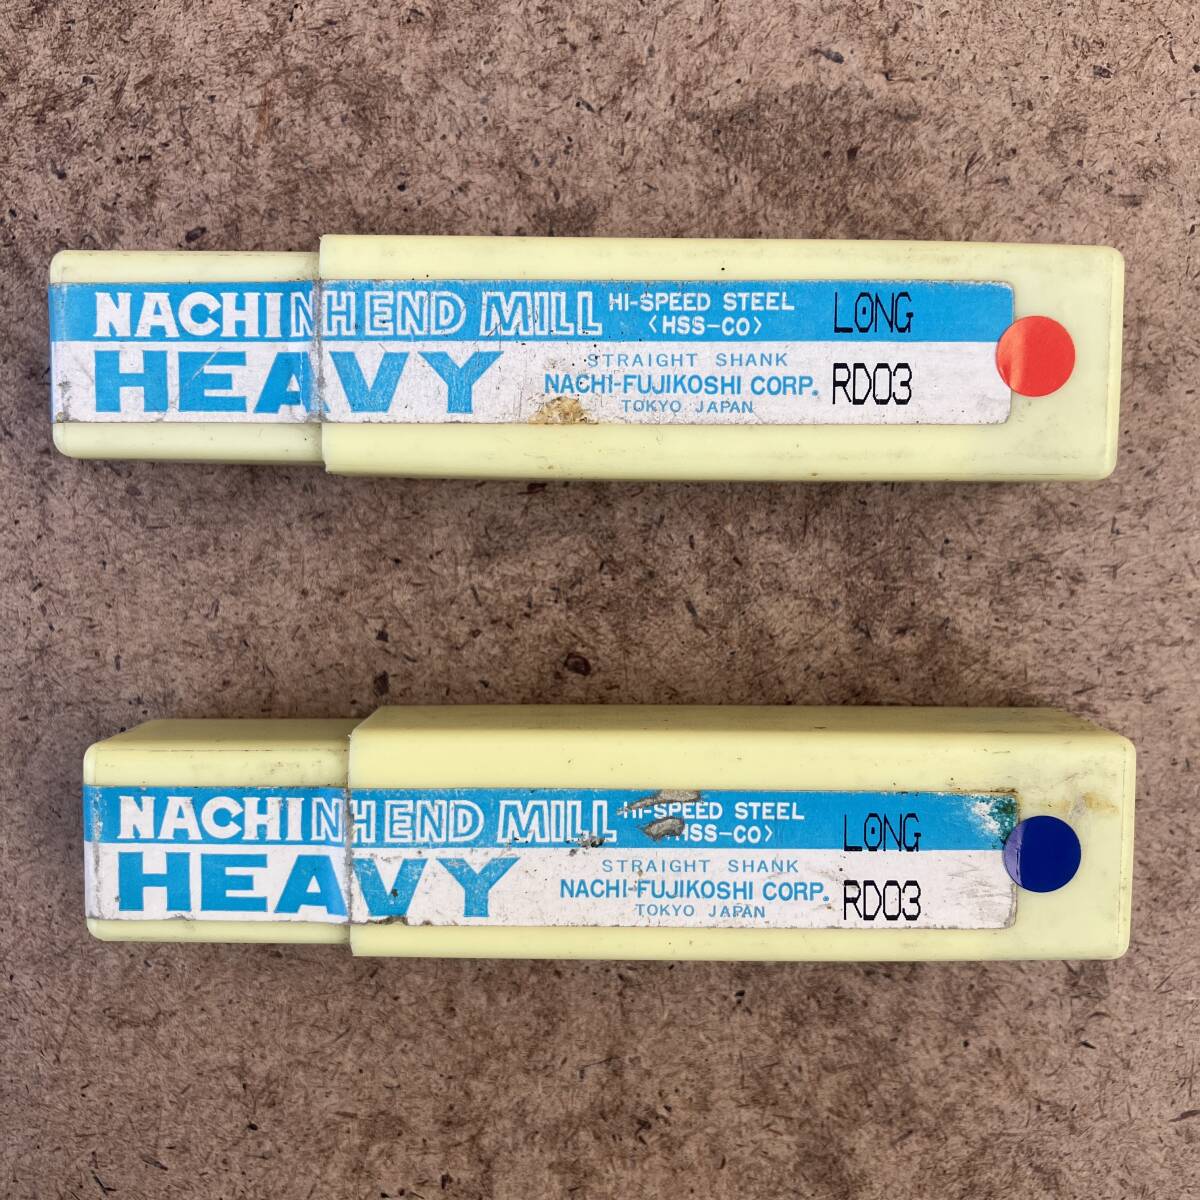 NACHI NH END MILL HI-SPEED STEEL LONG
<HSS-CO>
HEAVY STRAIGHT SHANK
NACHI-FUJIKOSHI CORP. RD03
TOKYO JAPAN
NACHI NH END MILL HI-SPEED STEEL LONG
HSS-CO>
HEAVY STRAIGHT SHANK
NACHI-FUJIKOSHI CORP. RD03
TOKYO JAPAN